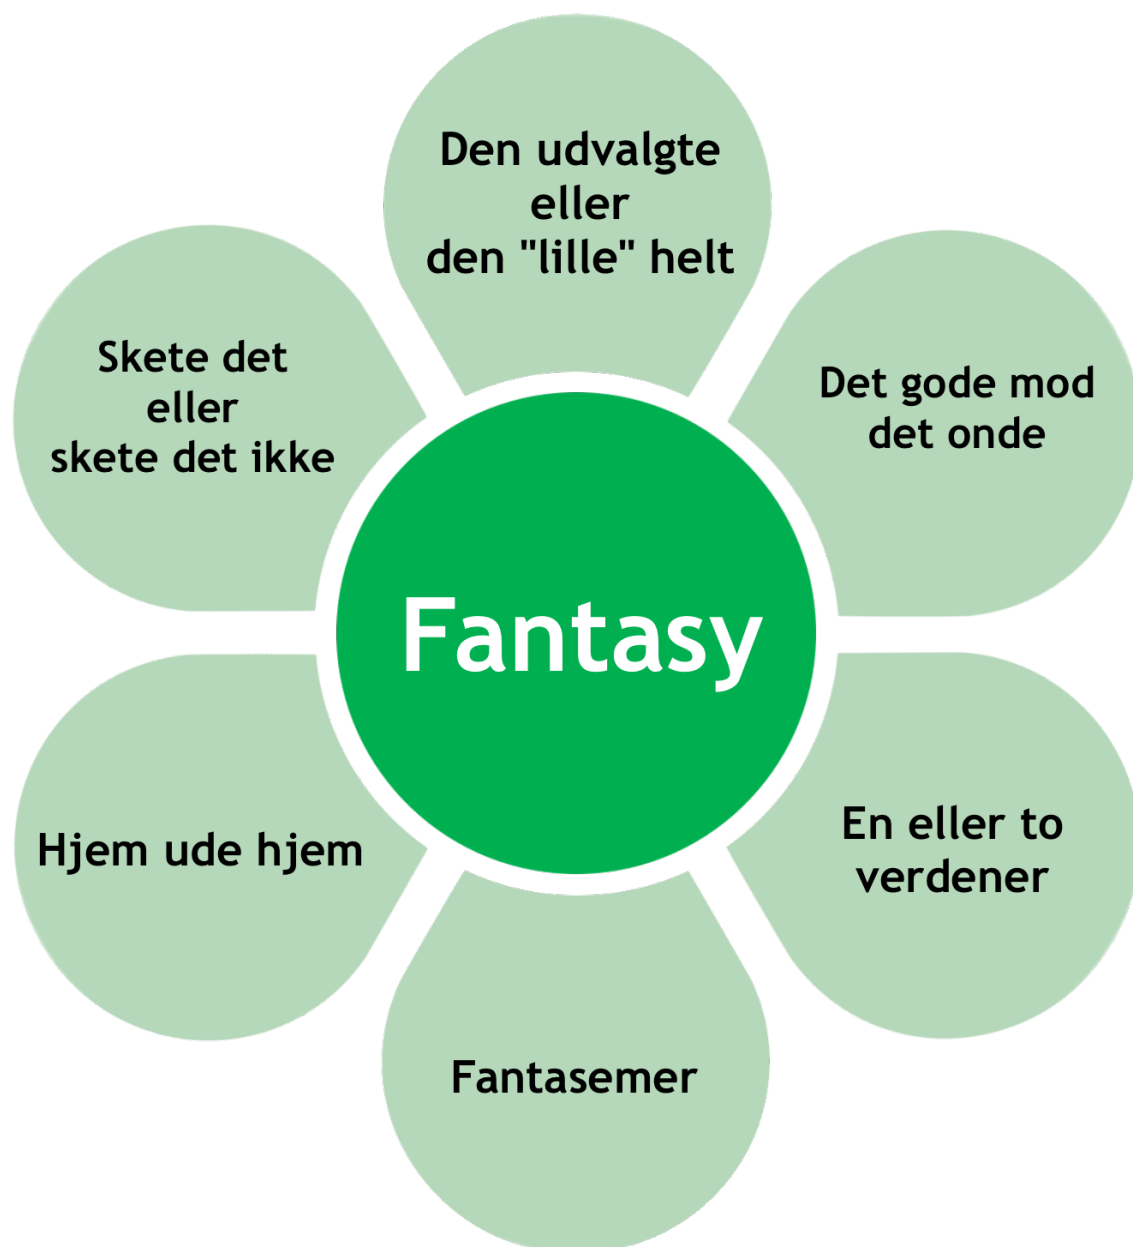 Den udvalgte
eller
den "lille" helt
Det gode mod
det onde
En eller to
verdener
Fantasemer
Hjem ude hjem
Skete det
eller
skete det ikke
Fantasy